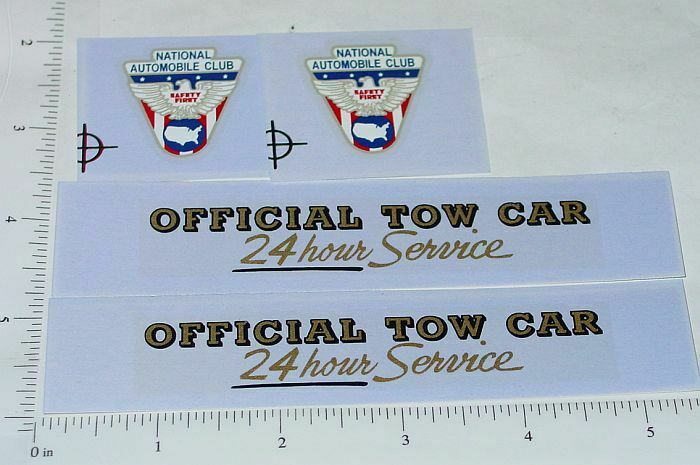 NATIONAL
AUTOMOBILE CLUB
SAFETY
FIRST
NATIONAL
AUTOMOBILE CLUB
SAFETY
FIRST
OFFICIAL TOW CAR
24 hour Service
OFFICIAL TOW CAR
24 hour Service
2
3
4
5
0 in
1
2
3
4
5